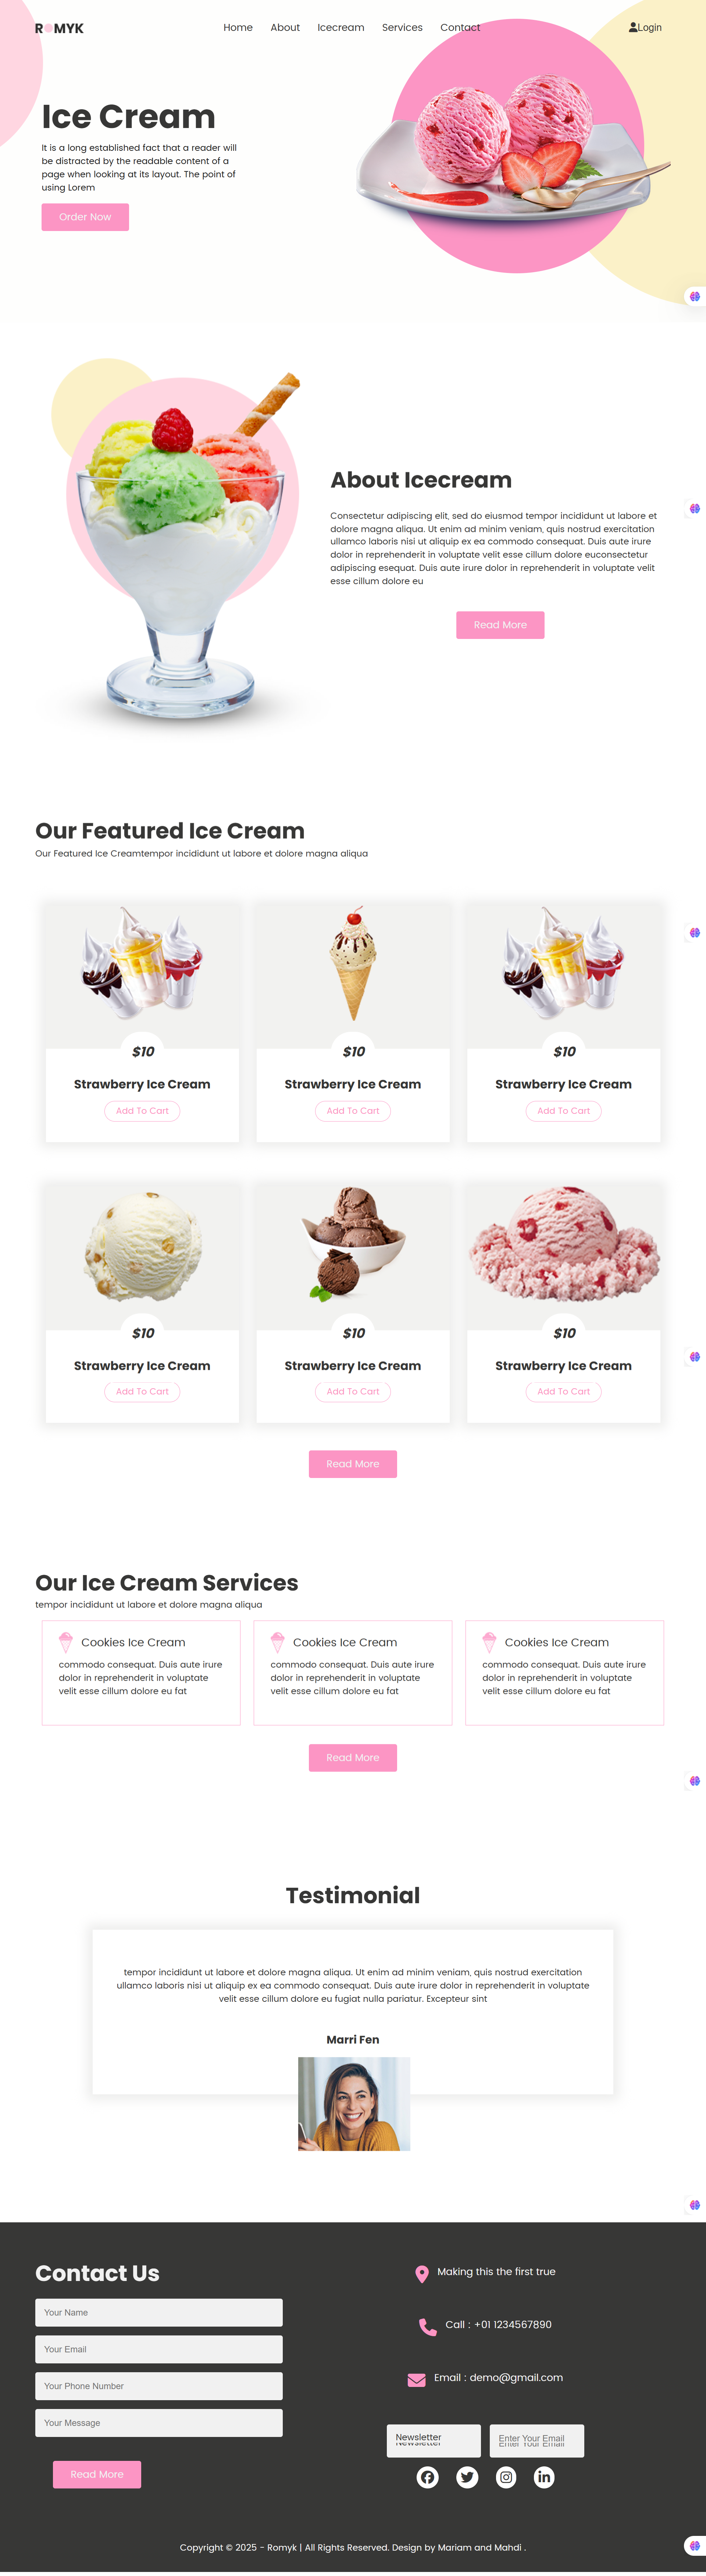 ROMYK
Home About Icecream Services Contact
Login
Ice Cream
It is a long established fact that a reader will
be distracted by the readable content of a
page when looking at its layout. The point of
using Lorem
Order Now
About Icecream
Consectetur adipiscing elit, sed do eiusmod tempor incididunt ut labore et
dolore magna aliqua. Ut enim ad minim veniam, quis nostrud exercitation
ullamco laboris nisi ut aliquip ex ea commodo consequat. Duis aute irure
dolor in reprehenderit in voluptate velit esse cillum dolore euconsectetur
adipiscing esequat. Duis aute irure dolor in reprehenderit in voluptate velit
esse cillum dolore eu
Read More
Our Featured Ice Cream
Our Featured Ice Creamtempor incididunt ut labore et dolore magna aliqua
$10
Strawberry Ice Cream
Add To Cart
$10
Strawberry Ice Cream
Add To Cart
$10
Strawberry Ice Cream
Add To Cart
$10
Strawberry Ice Cream
Add To Cart
$10
Strawberry Ice Cream
Add To Cart
$10
Strawberry Ice Cream
Add To Cart
Read More
Our Ice Cream Services
tempor incididunt ut labore et dolore magna aliqua
Cookies Ice Cream
commodo consequat. Duis aute irure
dolor in reprehenderit in voluptate
velit esse cillum dolore eu fat
Cookies Ice Cream
commodo consequat. Duis aute irure
dolor in reprehenderit in voluptate
velit esse cillum dolore eu fat
Cookies Ice Cream
commodo consequat. Duis aute irure
dolor in reprehenderit in voluptate
velit esse cillum dolore eu fat
Read More
Testimonial
tempor incididunt ut labore et dolore magna aliqua. Ut enim ad minim veniam, quis nostrud exercitation
ullamco laboris nisi ut aliquip ex ea commodo consequat. Duis aute irure dolor in reprehenderit in voluptate
velit esse cillum dolore eu fugiat nulla pariatur. Excepteur sint
Marri Fen
Contact Us
Your Name
Your Email
Your Phone Number
Your Message
Read More
Making this the first true
Call : +01 1234567890
Email : demo@gmail.com
Newsletter
Newsletter
Enter Your Email
Enter Your Email
Copyright © 2025 - Romyk | All Rights Reserved. Design by Mariam and Mahdi .